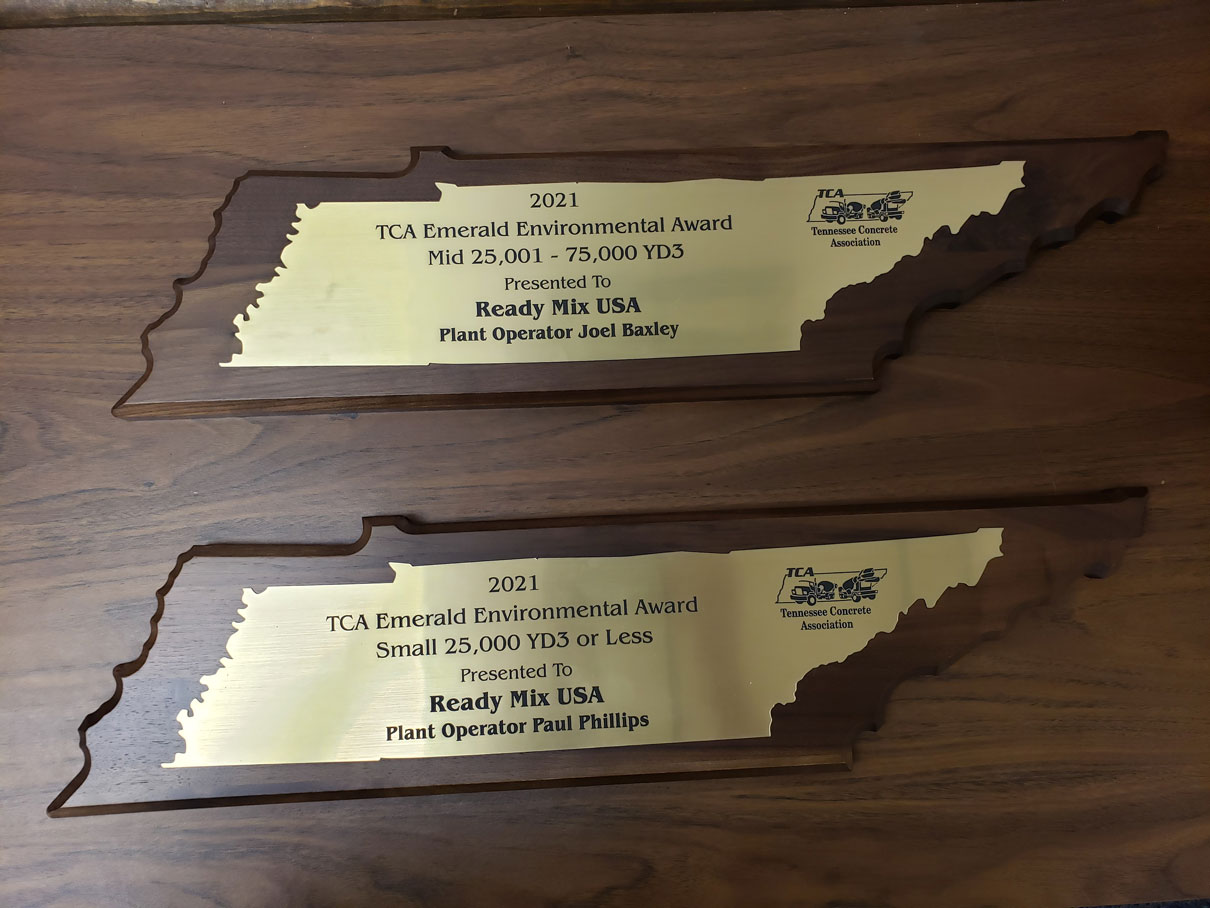 2021
TCA Emerald Environmental Award
Mid 25,001 - 75,000 YD3
Presented To
Ready Mix USA
Plant Operator Joel Baxley
TCA
Tennessee Concrete
Association
2021
TCA Emerald Environmental Award
Small 25,000 YD3 or Less
Presented To
Ready Mix USA
Plant Operator Paul Phillips
TCA
Tennessee Concrete
Association